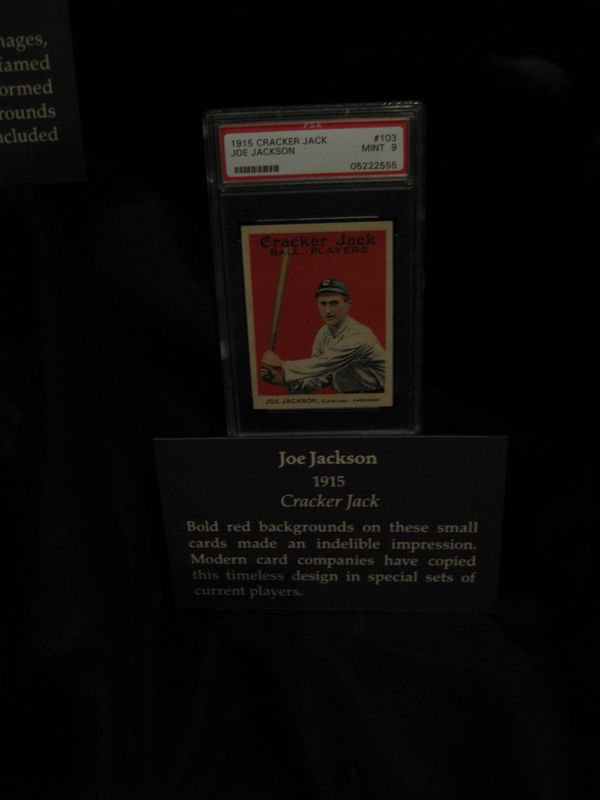 nages,
famed
ormed
rounds
ncluded
PSA
1915 CRACKER JACK #103
JOE JACKSON MINT 9
05222555
Cracker Jack
BALL PLAYERS
C
JOE JACKSON, CLEVELAND - AMERICANS
Joe Jackson
1915
Cracker Jack
Bold red backgrounds on these small
cards made an indelible impression.
Modern card companies have copied
this timeless design in special sets of
current players.